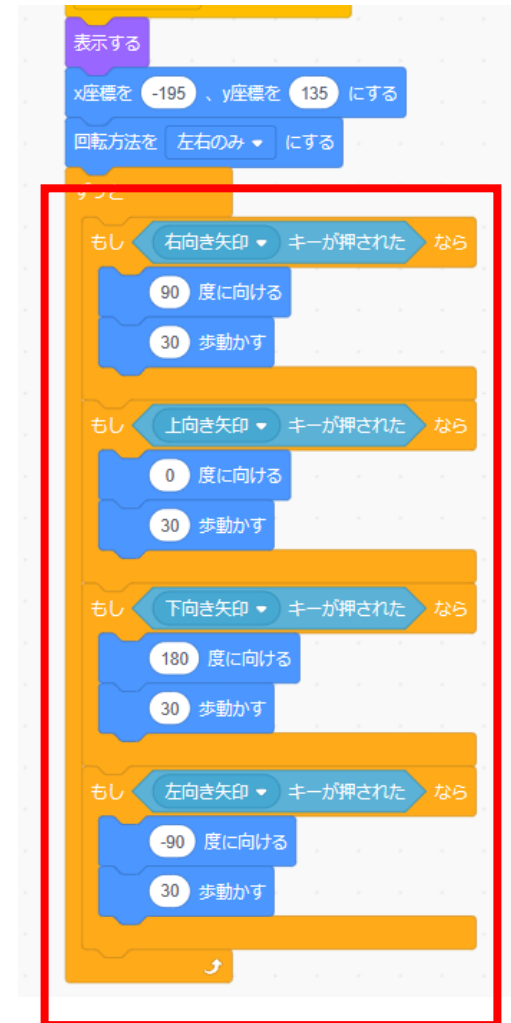 表示する
x座標を -195 、y座標を 135 にする
回転方法を 左右のみ にする
ずっと
もし 右向き矢印 キーが押された なら
90 度に向ける
30 歩動かす
もし 上向き矢印 キーが押された なら
0 度に向ける
30 歩動かす
もし 下向き矢印 キーが押された なら
180 度に向ける
30 歩動かす
もし 左向き矢印 キーが押された なら
-90 度に向ける
30 歩動かす